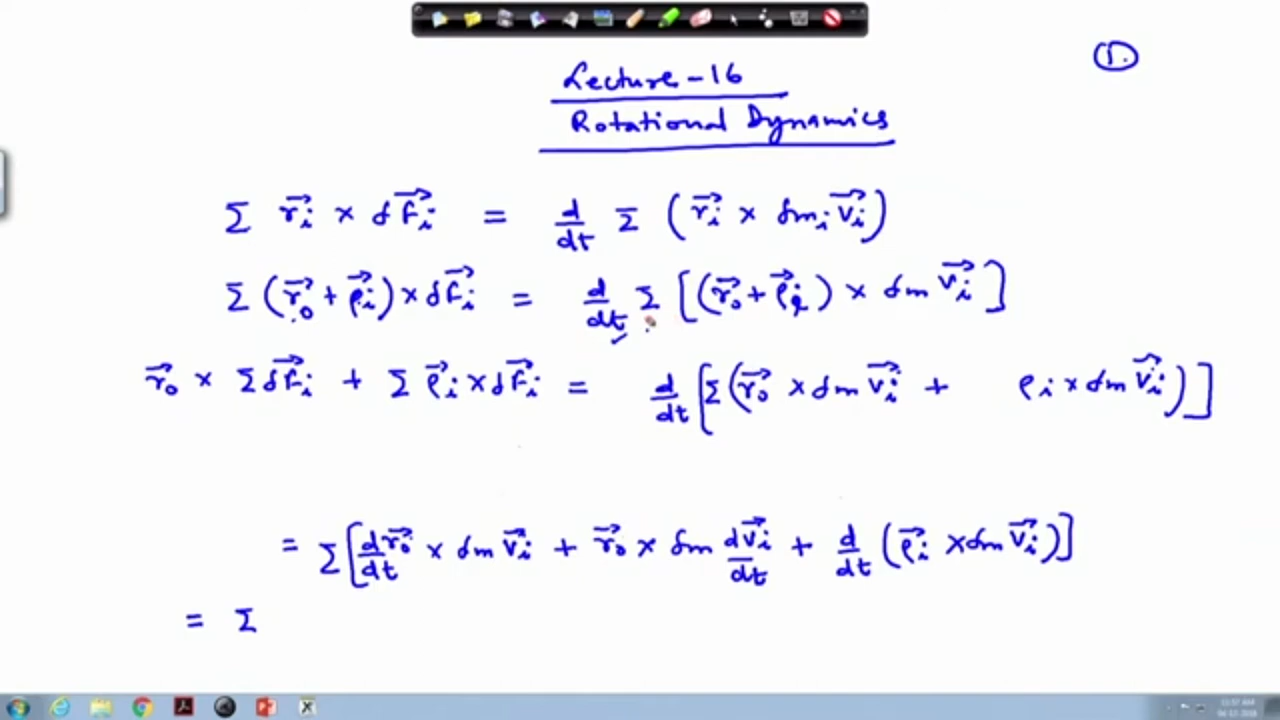 ①
Lecture-16
Rotational Dynamics
Σ r⃗ᵢ × δF⃗ᵢ = d/dt Σ (r⃗ᵢ × δmᵢ v⃗ᵢ)
Σ (r⃗₀ + ρ⃗ᵢ) × δF⃗ᵢ = d/dt Σ [(r⃗₀ + ρ⃗ᵢ) × δm v⃗ᵢ]
r⃗₀ × Σ δF⃗ᵢ + Σ ρ⃗ᵢ × δF⃗ᵢ = d/dt [Σ (r⃗₀ × δm v⃗ᵢ + ρᵢ × δm v⃗ᵢ)]
= Σ [dr⃗₀/dt × δm v⃗ᵢ + r⃗₀ × δm dv⃗ᵢ/dt + d/dt (ρ⃗ᵢ × δm v⃗ᵢ)]
= Σ